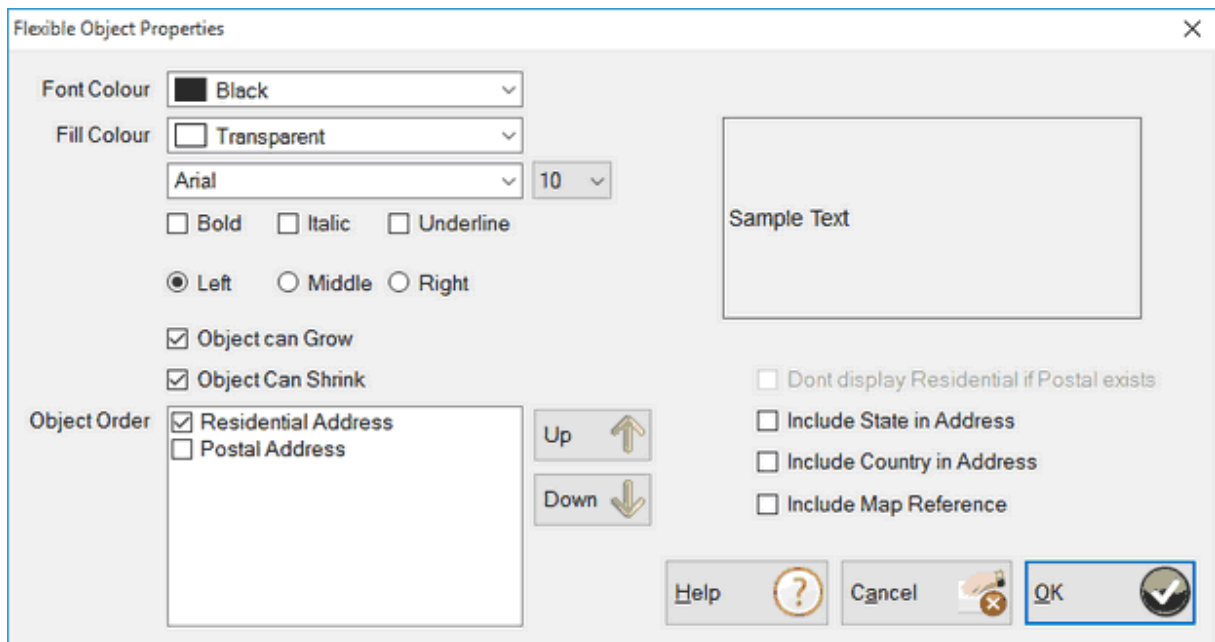 Flexible Object Properties
Font Colour Black
Fill Colour Transparent
Arial 10
Bold Italic Underline
Sample Text
Left Middle Right
Object can Grow
Object Can Shrink
Dont display Residential if Postal exists
Object Order Residential Address
Postal Address
Up
Down
Include State in Address
Include Country in Address
Include Map Reference
Help ? Cancel OK